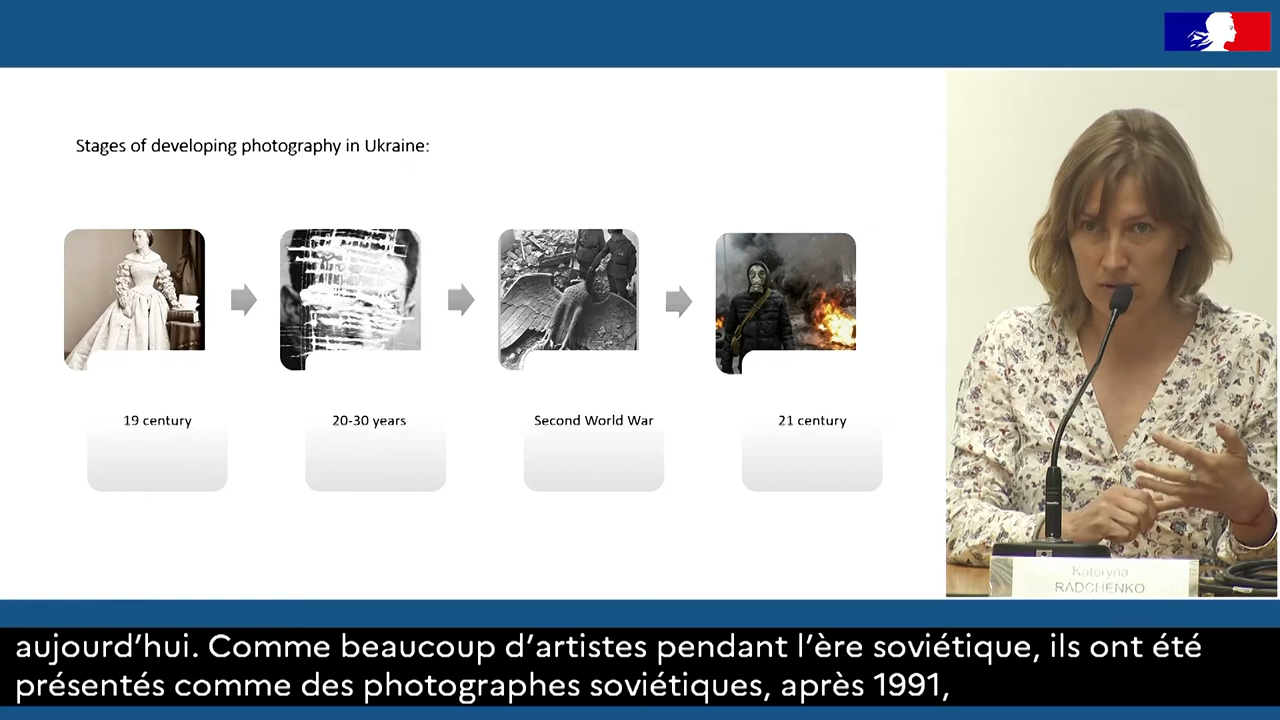 Stages of developing photography in Ukraine:
19 century
20-30 years
Second World War
21 century
Kateryna
RADCHENKO
aujourd’hui. Comme beaucoup d’artistes pendant l’ère soviétique, ils ont été
présentés comme des photographes soviétiques, après 1991,